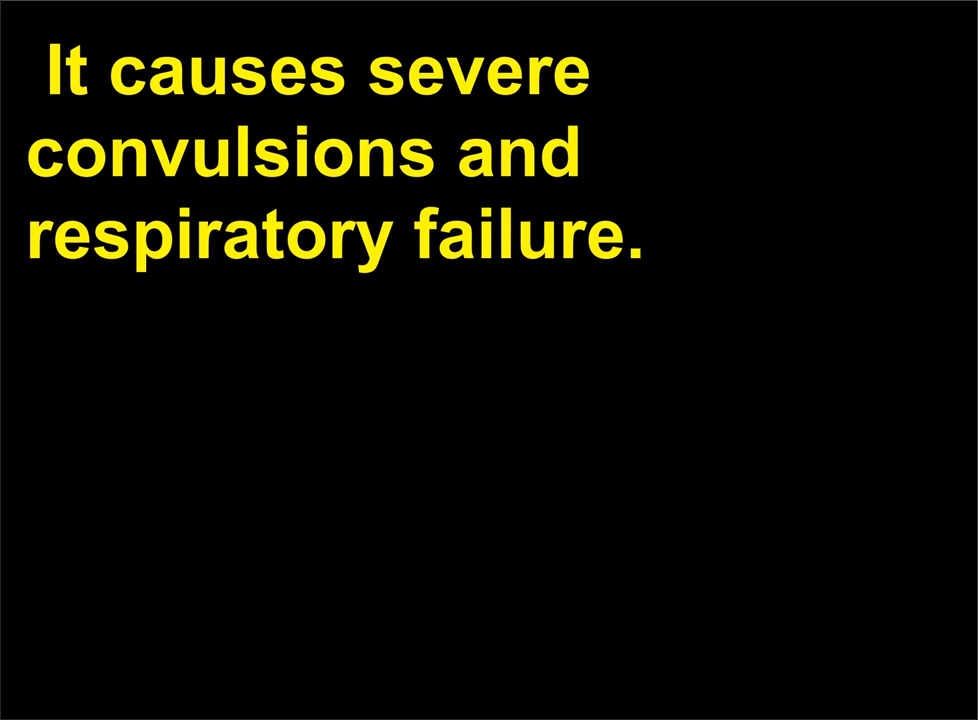 It causes severe
convulsions and
respiratory failure.